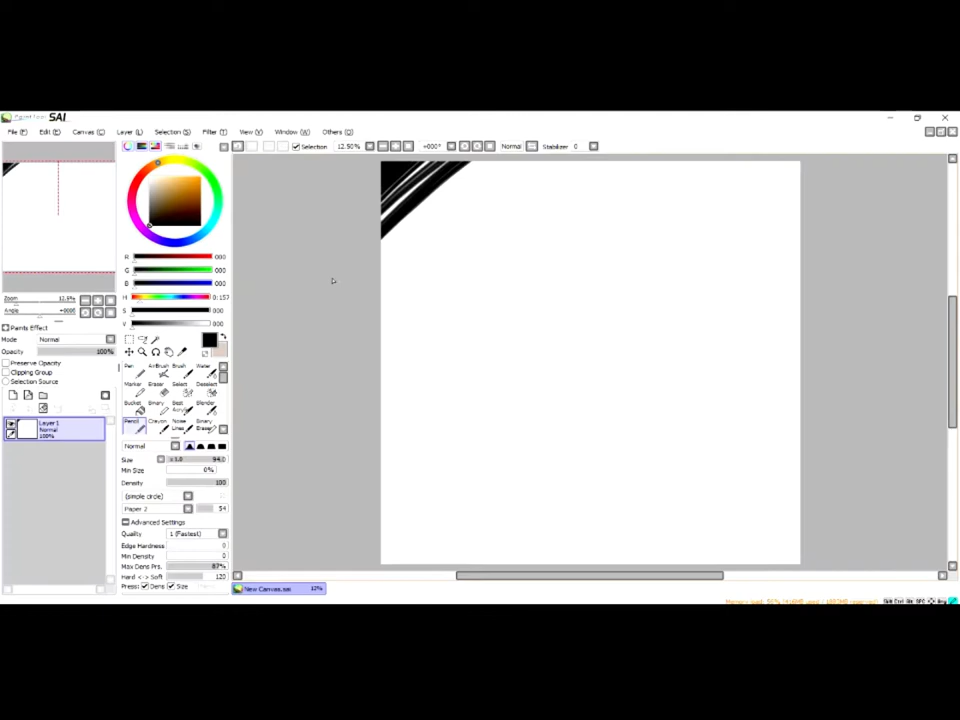 SAI
File (F) Edit (E) Canvas (C) Layer (L) Selection (S) Filter (T) View (V) Window (W) Others (O)
Selection 12.50% +000° Normal Stabilizer 0
Zoom 12.5%
Angle +000°
Paints Effect
Mode Normal
Opacity 100%
Preserve Opacity
Clipping Group
Selection Source
Layer1
Normal
100%
R 000
G 000
B 000
H 0:157
S 000
V 000
Pen AirBrush Brush Water
Marker Eraser Select Deselect
Bucket Binary Blender
Pencil Crayon Noise Lines Binary Eraser
Normal
Size x 1.0 94.0
Min Size 0%
Density 100
(simple circle)
Paper 2 54
Advanced Settings
Quality 1 (Fastest)
Edge Hardness 0
Min Density 0
Max Dens Prs. 87%
Hard <-> Soft 120
Press: Dens Size
New Canvas.sai 12%